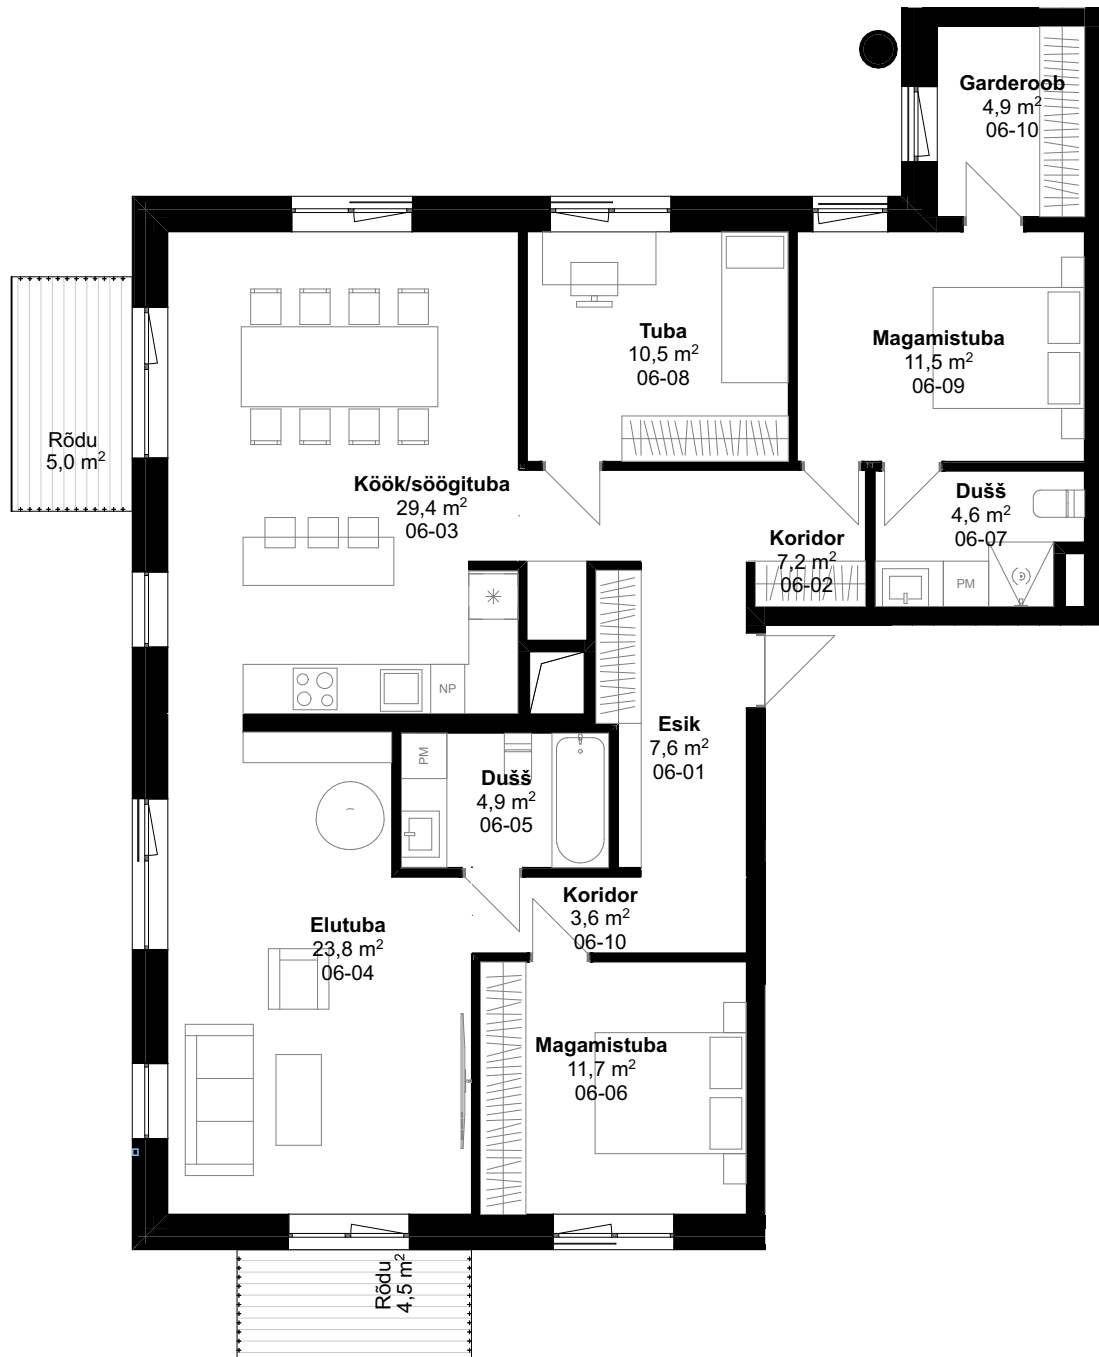 Garderoob
4,9 m²
06-10
Tuba
10,5 m²
06-08
Magamistuba
11,5 m²
06-09
Rõdu
5,0 m²
Köök/söögituba
29,4 m²
06-03
Dušš
4,6 m²
06-07
Koridor
7,2 m²
06-02
PM
NP
Esik
7,6 m²
06-01
PM
Dušš
4,9 m²
06-05
Koridor
3,6 m²
06-10
Elutuba
23,8 m²
06-04
Magamistuba
11,7 m²
06-06
Rõdu
4,5 m²